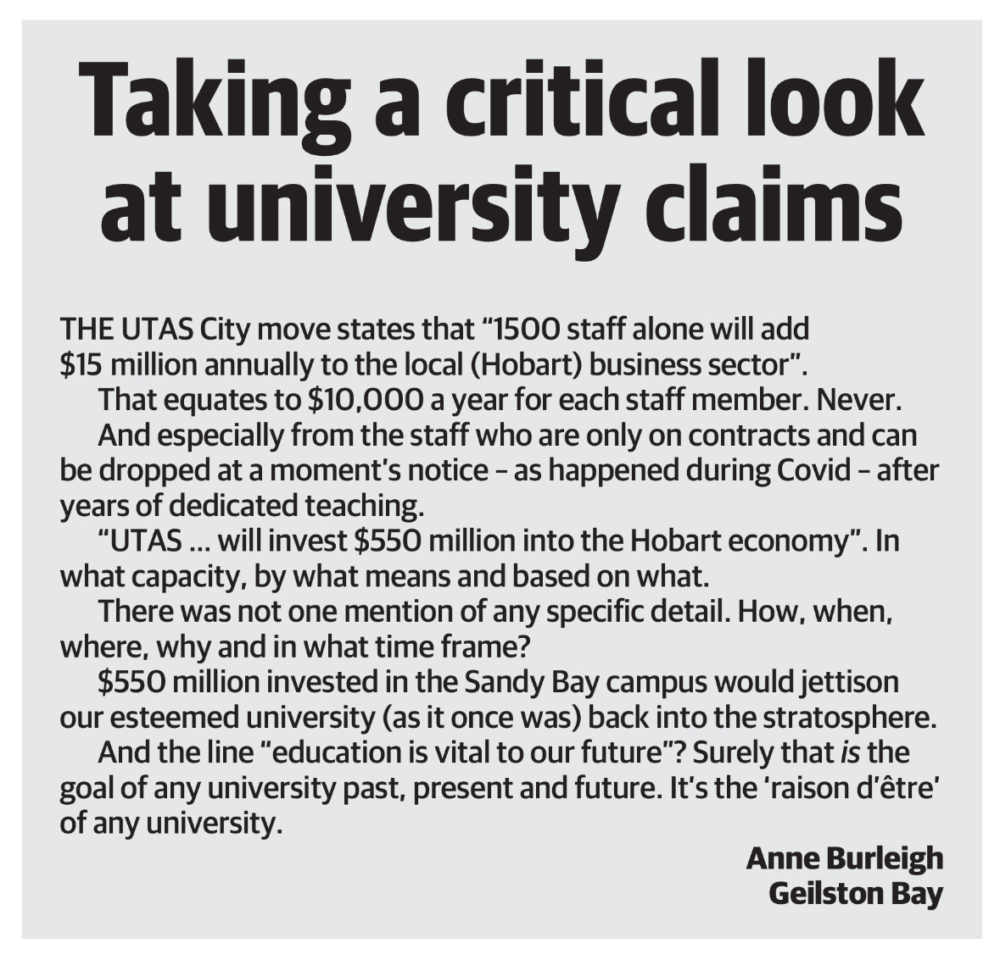 Taking a critical look
at university claims
THE UTAS City move states that “1500 staff alone will add
$15 million annually to the local (Hobart) business sector”.
That equates to $10,000 a year for each staff member. Never.
And especially from the staff who are only on contracts and can
be dropped at a moment’s notice – as happened during Covid – after
years of dedicated teaching.
“UTAS ... will invest $550 million into the Hobart economy”. In
what capacity, by what means and based on what.
There was not one mention of any specific detail. How, when,
where, why and in what time frame?
$550 million invested in the Sandy Bay campus would jettison
our esteemed university (as it once was) back into the stratosphere.
And the line “education is vital to our future”? Surely that is the
goal of any university past, present and future. It’s the ‘raison d’être’
of any university.
Anne Burleigh
Geilston Bay